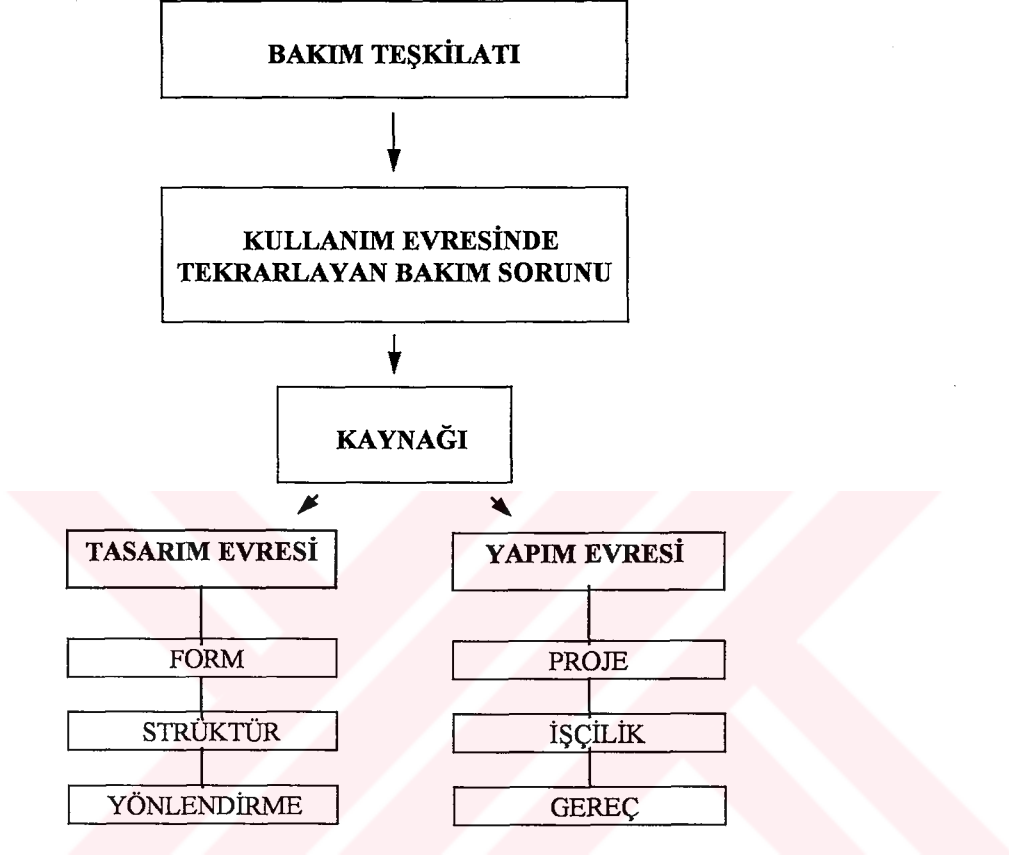 BAKIM TEŞKİLATI
KULLANIM EVRESİNDE
TEKRARLAYAN BAKIM SORUNU
KAYNAĞI
TASARIM EVRESİ
FORM
STRÜKTÜR
YÖNLENDİRME
YAPIM EVRESİ
PROJE
İŞÇİLİK
GEREÇ